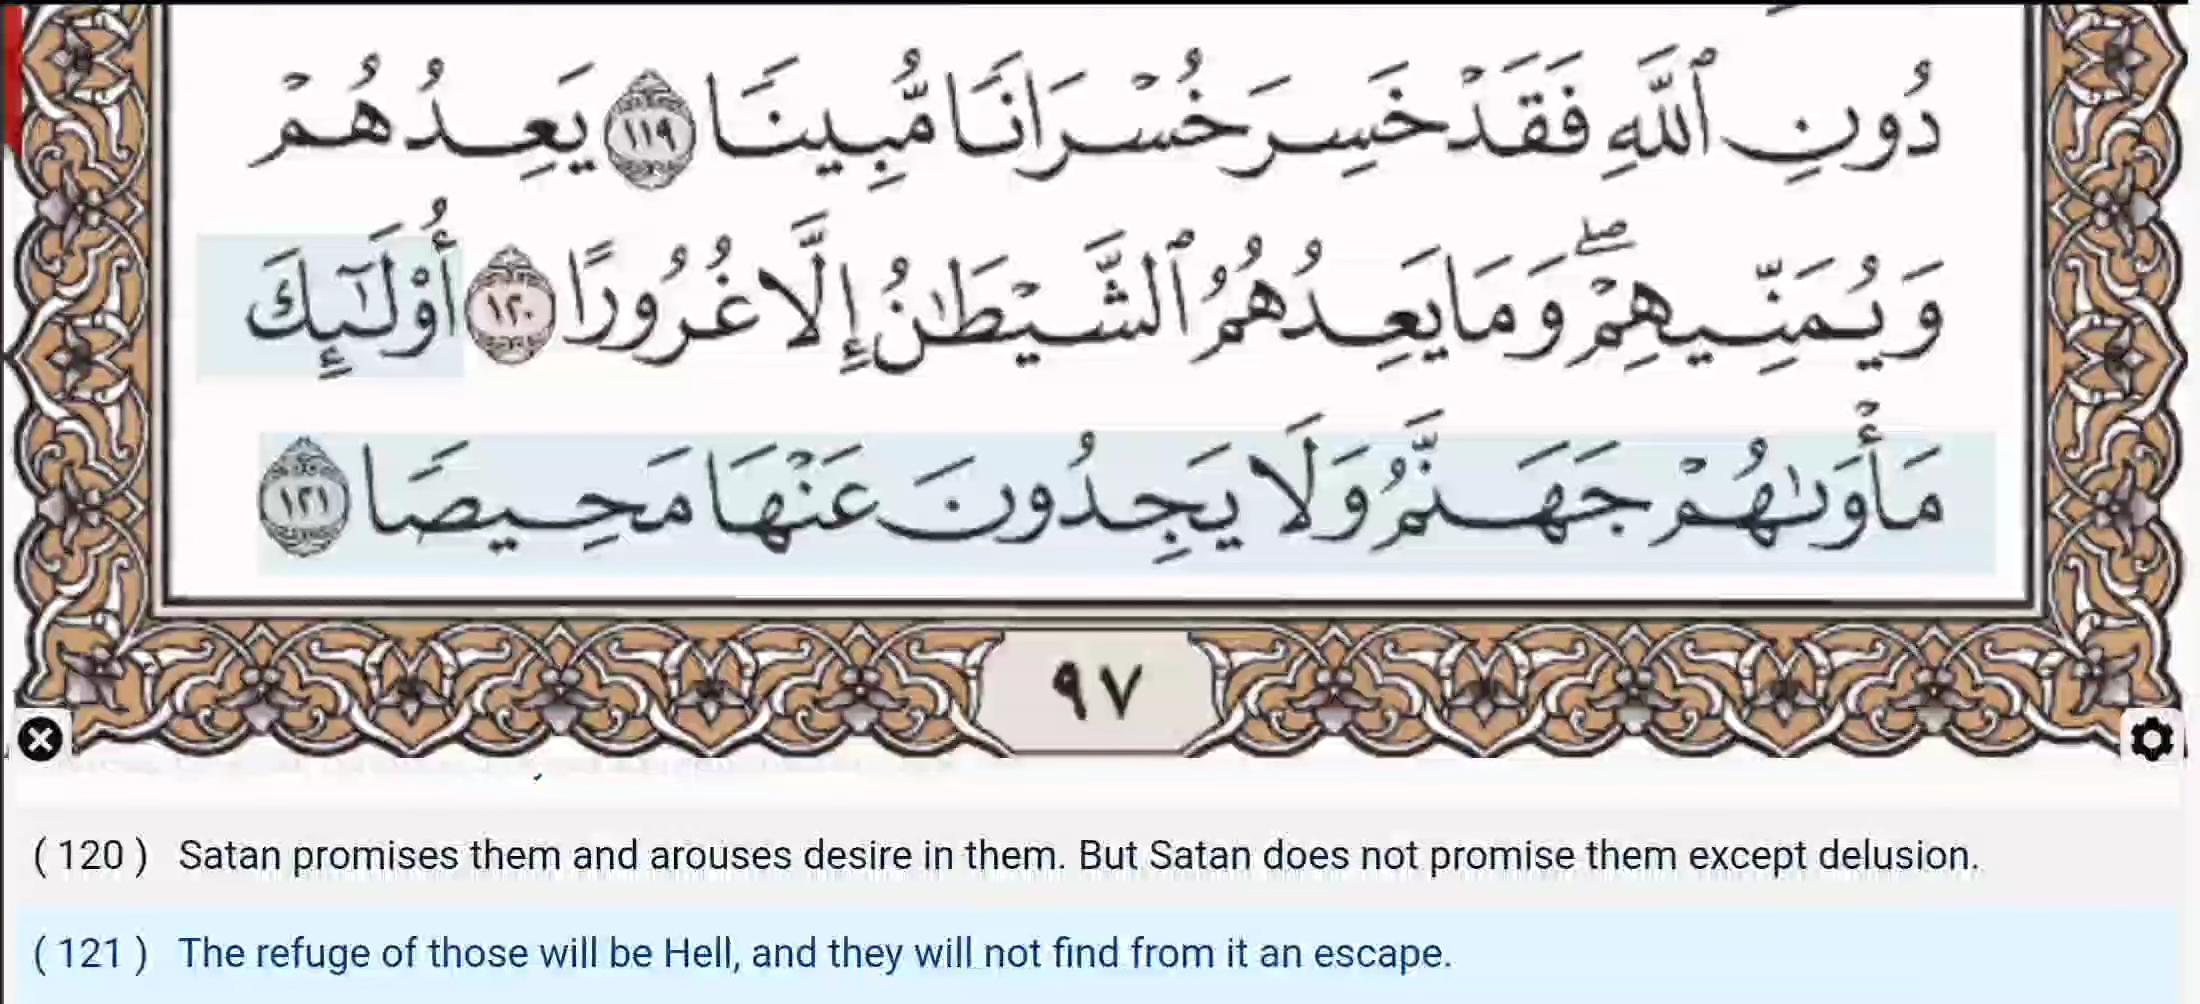 دُونِ ٱللَّهِ فَقَدْ خَسِرَ خُسْرَانًا مُّبِينًا ١١٩ يَعِدُهُمْ
وَيُمَنِّيهِمْ ۖ وَمَا يَعِدُهُمُ ٱلشَّيْطَٰنُ إِلَّا غُرُورًا ١٢٠ أُو۟لَٰٓئِكَ
مَأْوَىٰهُمْ جَهَنَّمُ وَلَا يَجِدُونَ عَنْهَا مَحِيصًا ١٢١
٩٧
( 120 ) Satan promises them and arouses desire in them. But Satan does not promise them except delusion.
( 121 ) The refuge of those will be Hell, and they will not find from it an escape.